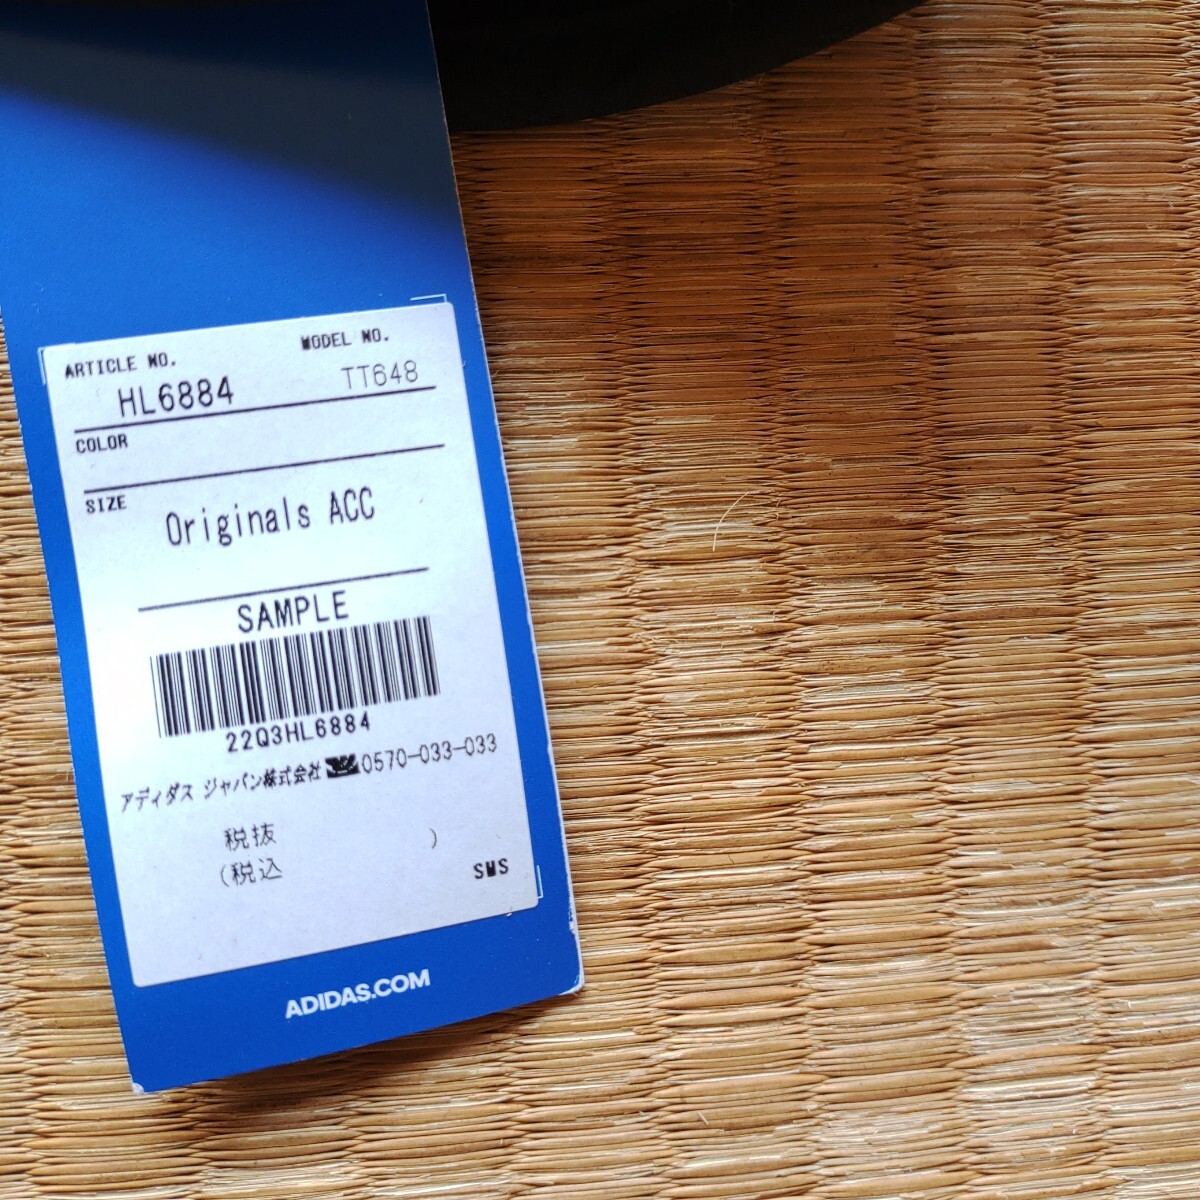 ARTICLE NO. MODEL NO.
HL6884 TT648
COLOR
SIZE
Originals ACC
SAMPLE
22Q3HL6884
アディダス ジャパン株式会社 0570-033-033
税抜 )
(税込
SMS
ADIDAS.COM